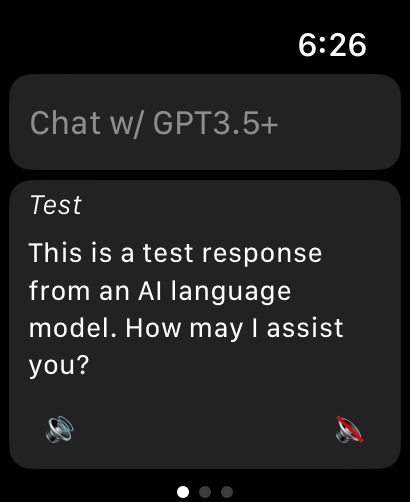 6:26
Chat w/ GPT3.5+
Test
This is a test response
from an AI language
model. How may I assist
you?